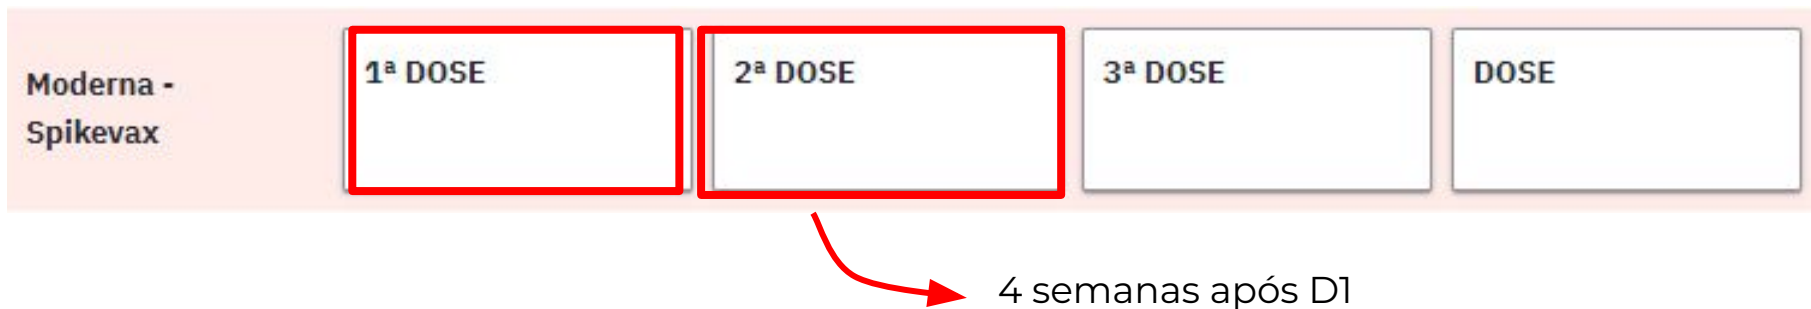 Moderna -
Spikevax
1ª DOSE
2ª DOSE
3ª DOSE
DOSE
4 semanas após D1